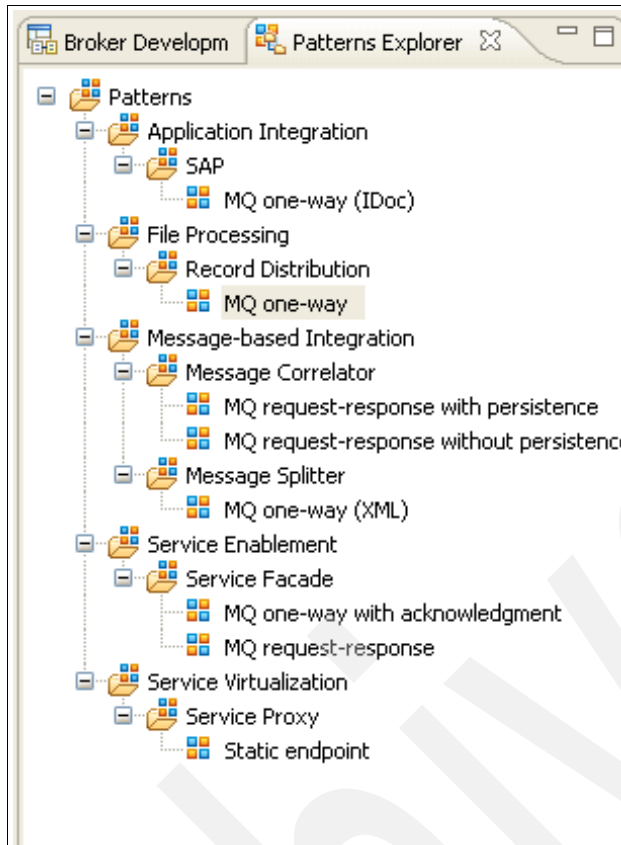 Broker Developm
Patterns Explorer
Patterns
Application Integration
SAP
MQ one-way (IDoc)
File Processing
Record Distribution
MQ one-way
Message-based Integration
Message Correlator
MQ request-response with persistence
MQ request-response without persistence
Message Splitter
MQ one-way (XML)
Service Enablement
Service Facade
MQ one-way with acknowledgment
MQ request-response
Service Virtualization
Service Proxy
Static endpoint